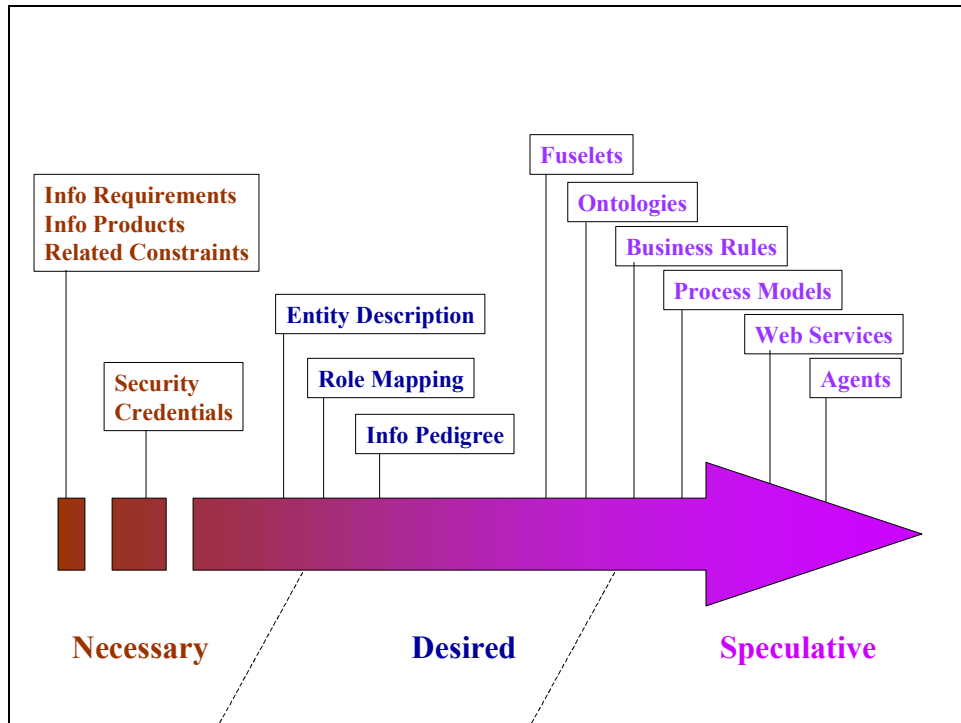 Info Requirements
Info Products
Related Constraints
Security
Credentials
Entity Description
Role Mapping
Info Pedigree
Fuselets
Ontologies
Business Rules
Process Models
Web Services
Agents
Necessary
Desired
Speculative